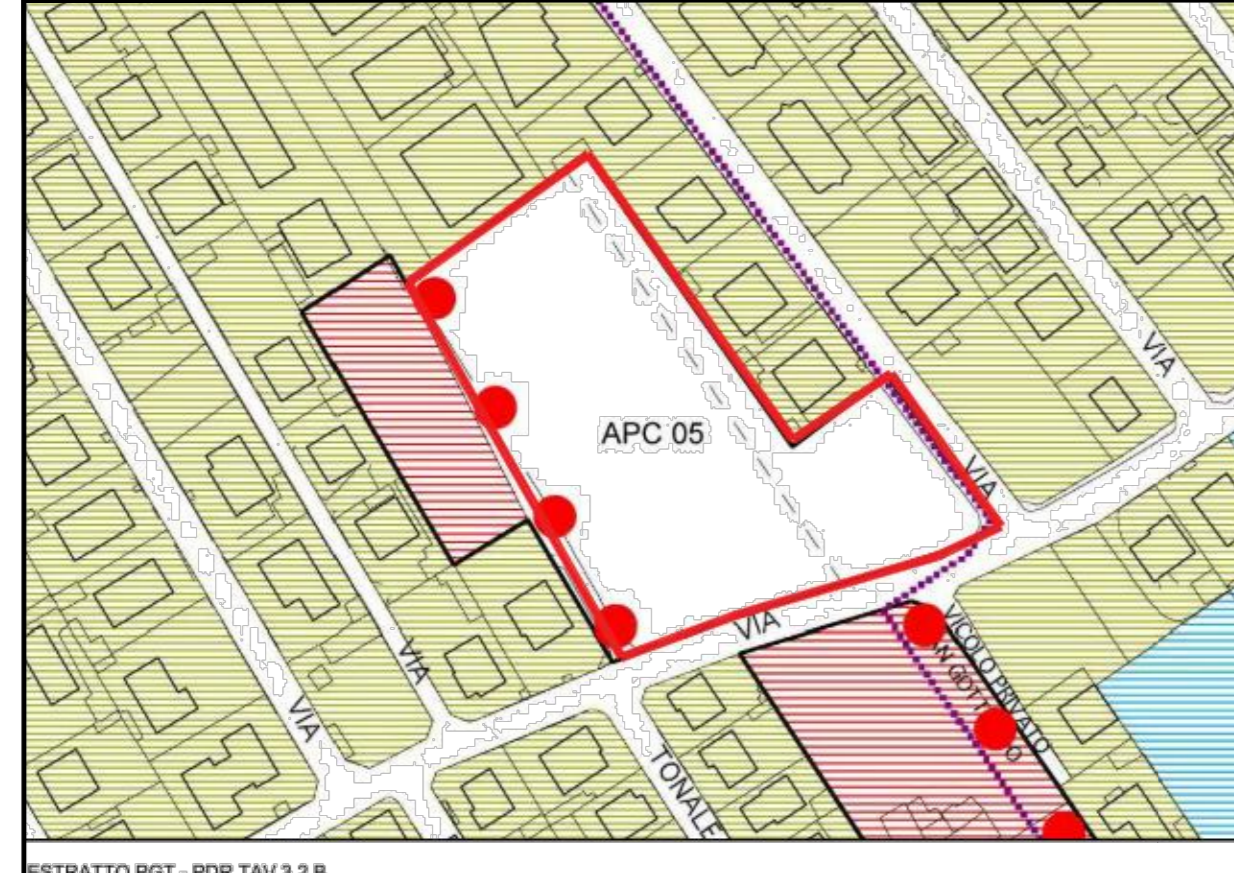 VIA
APC 05
VIA
VIA
VIA
VIA
VICOLO PRIVATO
TONALE
ESTRATTO PGT - PDR TAV 3.2 B